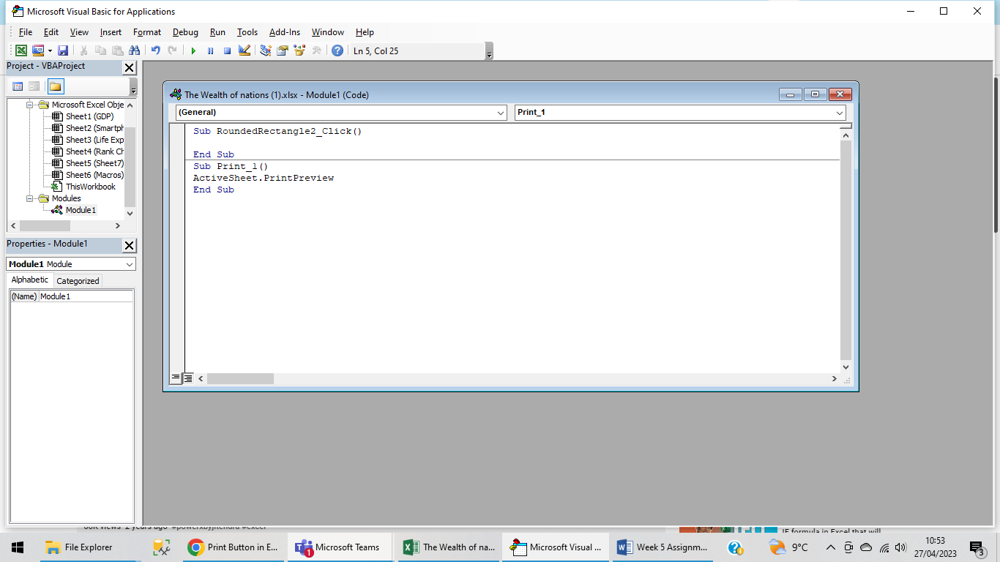 Microsoft Visual Basic for Applications
File Edit View Insert Format Debug Run Tools Add-Ins Window Help
Ln 5, Col 25
Project - VBAProject
Microsoft Excel Obje
Sheet1 (GDP)
Sheet2 (Smartph
Sheet3 (Life Exp
Sheet4 (Rank Ch
Sheet5 (Sheet7)
Sheet6 (Macros)
ThisWorkbook
Modules
Module1
Properties - Module1
Module1 Module
Alphabetic Categorized
(Name) Module1
The Wealth of nations (1).xlsx - Module1 (Code)
(General) Print_1
Sub RoundedRectangle2_Click()
End Sub
Sub Print_1()
ActiveSheet.PrintPreview
End Sub
views 2 years ago #powerxbyjitendra #excel
IF formula in Excel that will
File Explorer Print Button in E... Microsoft Teams 1 The Wealth of na... Microsoft Visual ... Week 5 Assignm... 9°C 10:53
27/04/2023 3